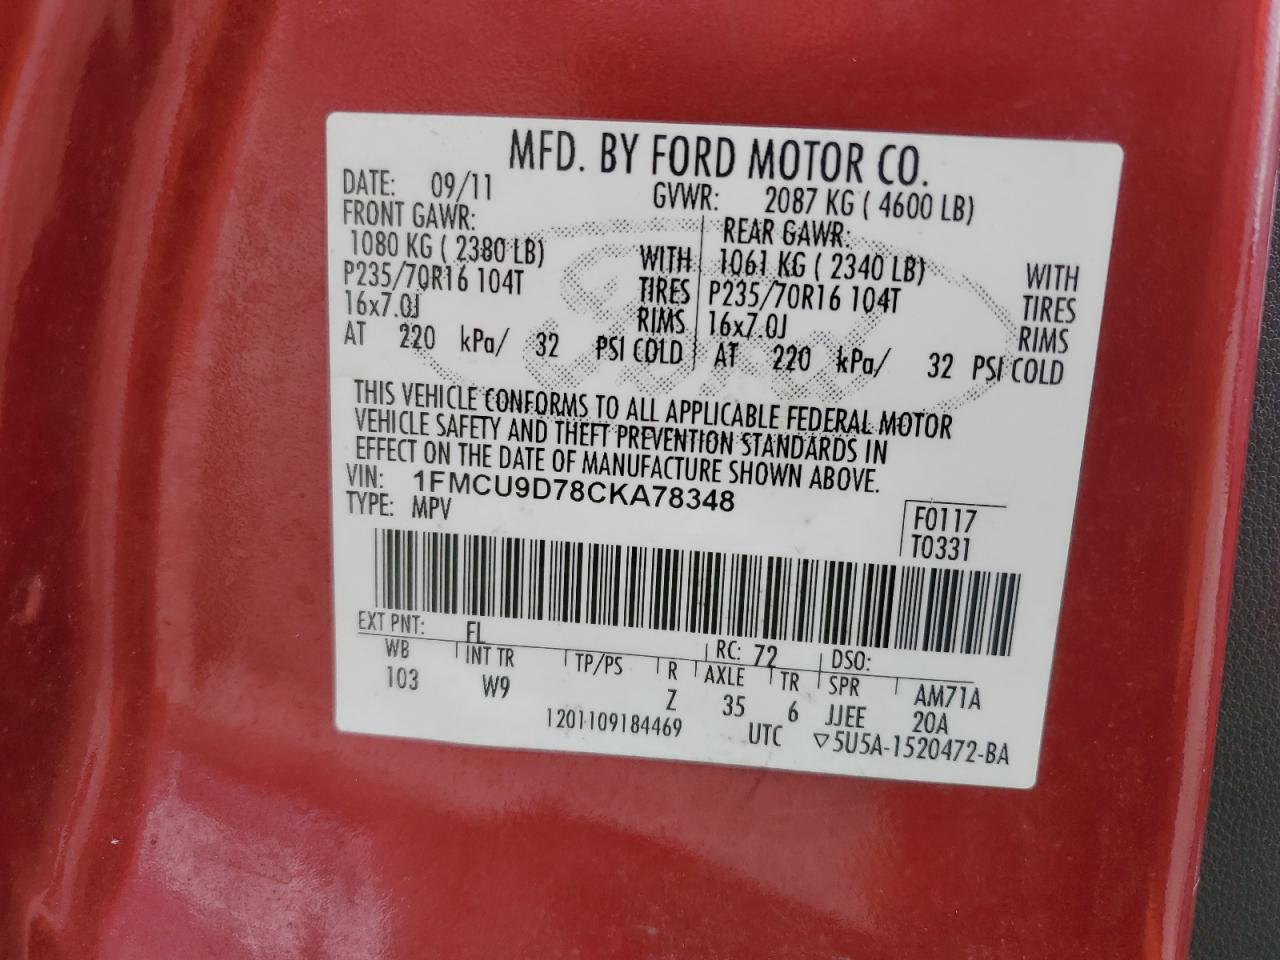 MFD. BY FORD MOTOR CO.
DATE: 09/11 GVWR: 2087 KG ( 4600 LB)
FRONT GAWR: REAR GAWR:
1080 KG ( 2380 LB) WITH 1061 KG ( 2340 LB) WITH
P235/70R16 104T TIRES P235/70R16 104T TIRES
16x7.0J RIMS 16x7.0J RIMS
AT 220 kPa/ 32 PSI COLD AT 220 kPa/ 32 PSI COLD
THIS VEHICLE CONFORMS TO ALL APPLICABLE FEDERAL MOTOR
VEHICLE SAFETY AND THEFT PREVENTION STANDARDS IN
EFFECT ON THE DATE OF MANUFACTURE SHOWN ABOVE.
VIN: 1FMCU9D78CKA78348
TYPE: MPV
F0117
T0331
EXT PNT: FL RC: 72 DSO:
WB INT TR TP/PS R AXLE TR SPR AM71A
103 W9 Z 35 6 JJEE 20A
1201109184469 UTC ▽5U5A-1520472-BA